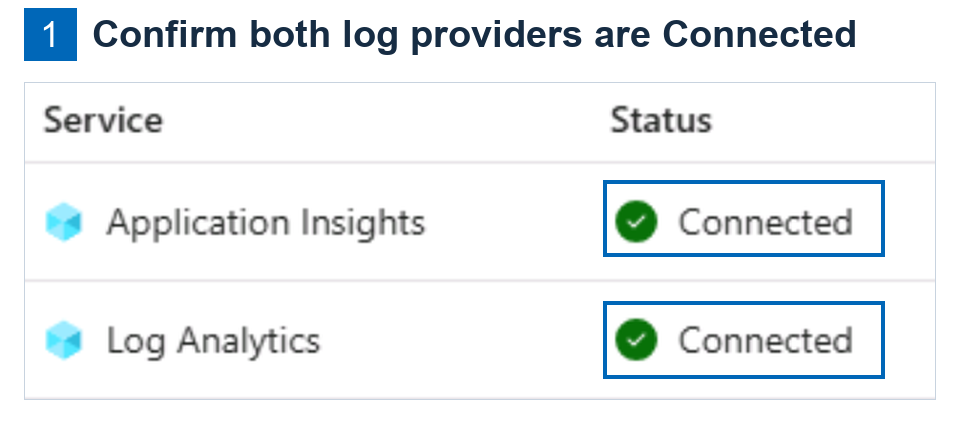 1 Confirm both log providers are Connected
Service Status
Application Insights Connected
Log Analytics Connected